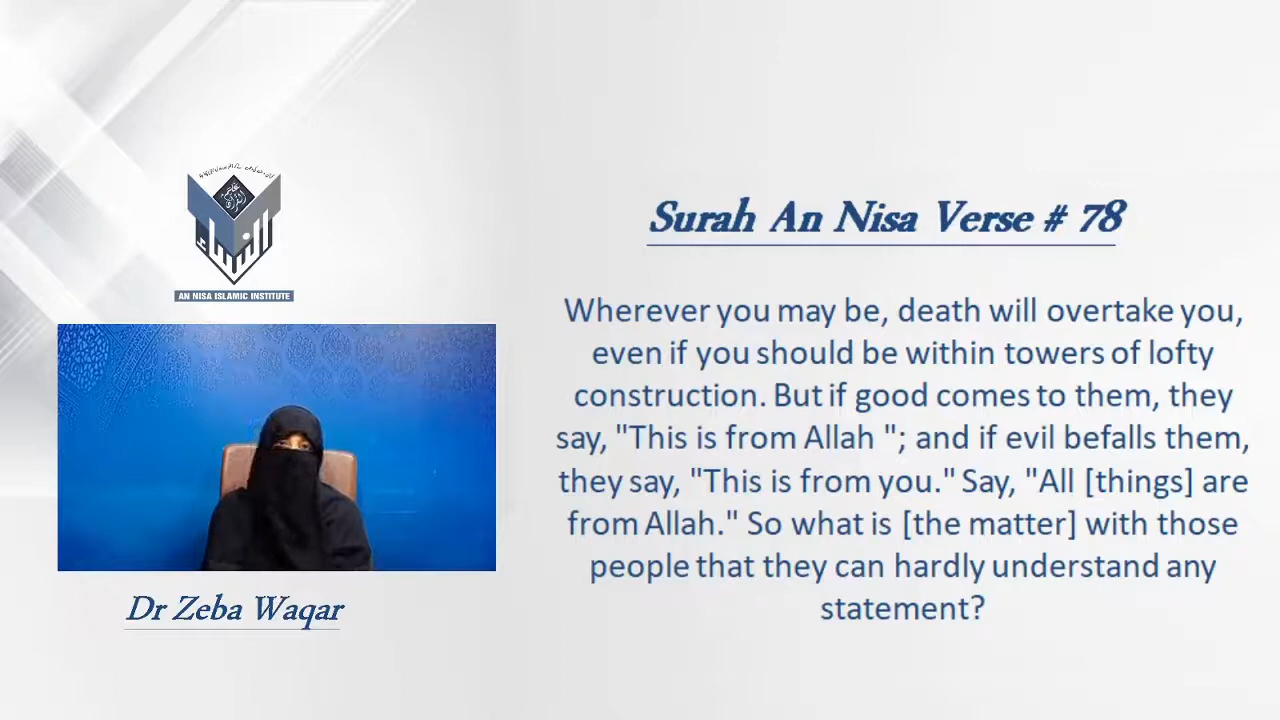 AN NISA ISLAMIC INSTITUTE
Dr Zeba Waqar
Surah An Nisa Verse # 78
Wherever you may be, death will overtake you,
even if you should be within towers of lofty
construction. But if good comes to them, they
say, "This is from Allah "; and if evil befalls them,
they say, "This is from you." Say, "All [things] are
from Allah." So what is [the matter] with those
people that they can hardly understand any
statement?